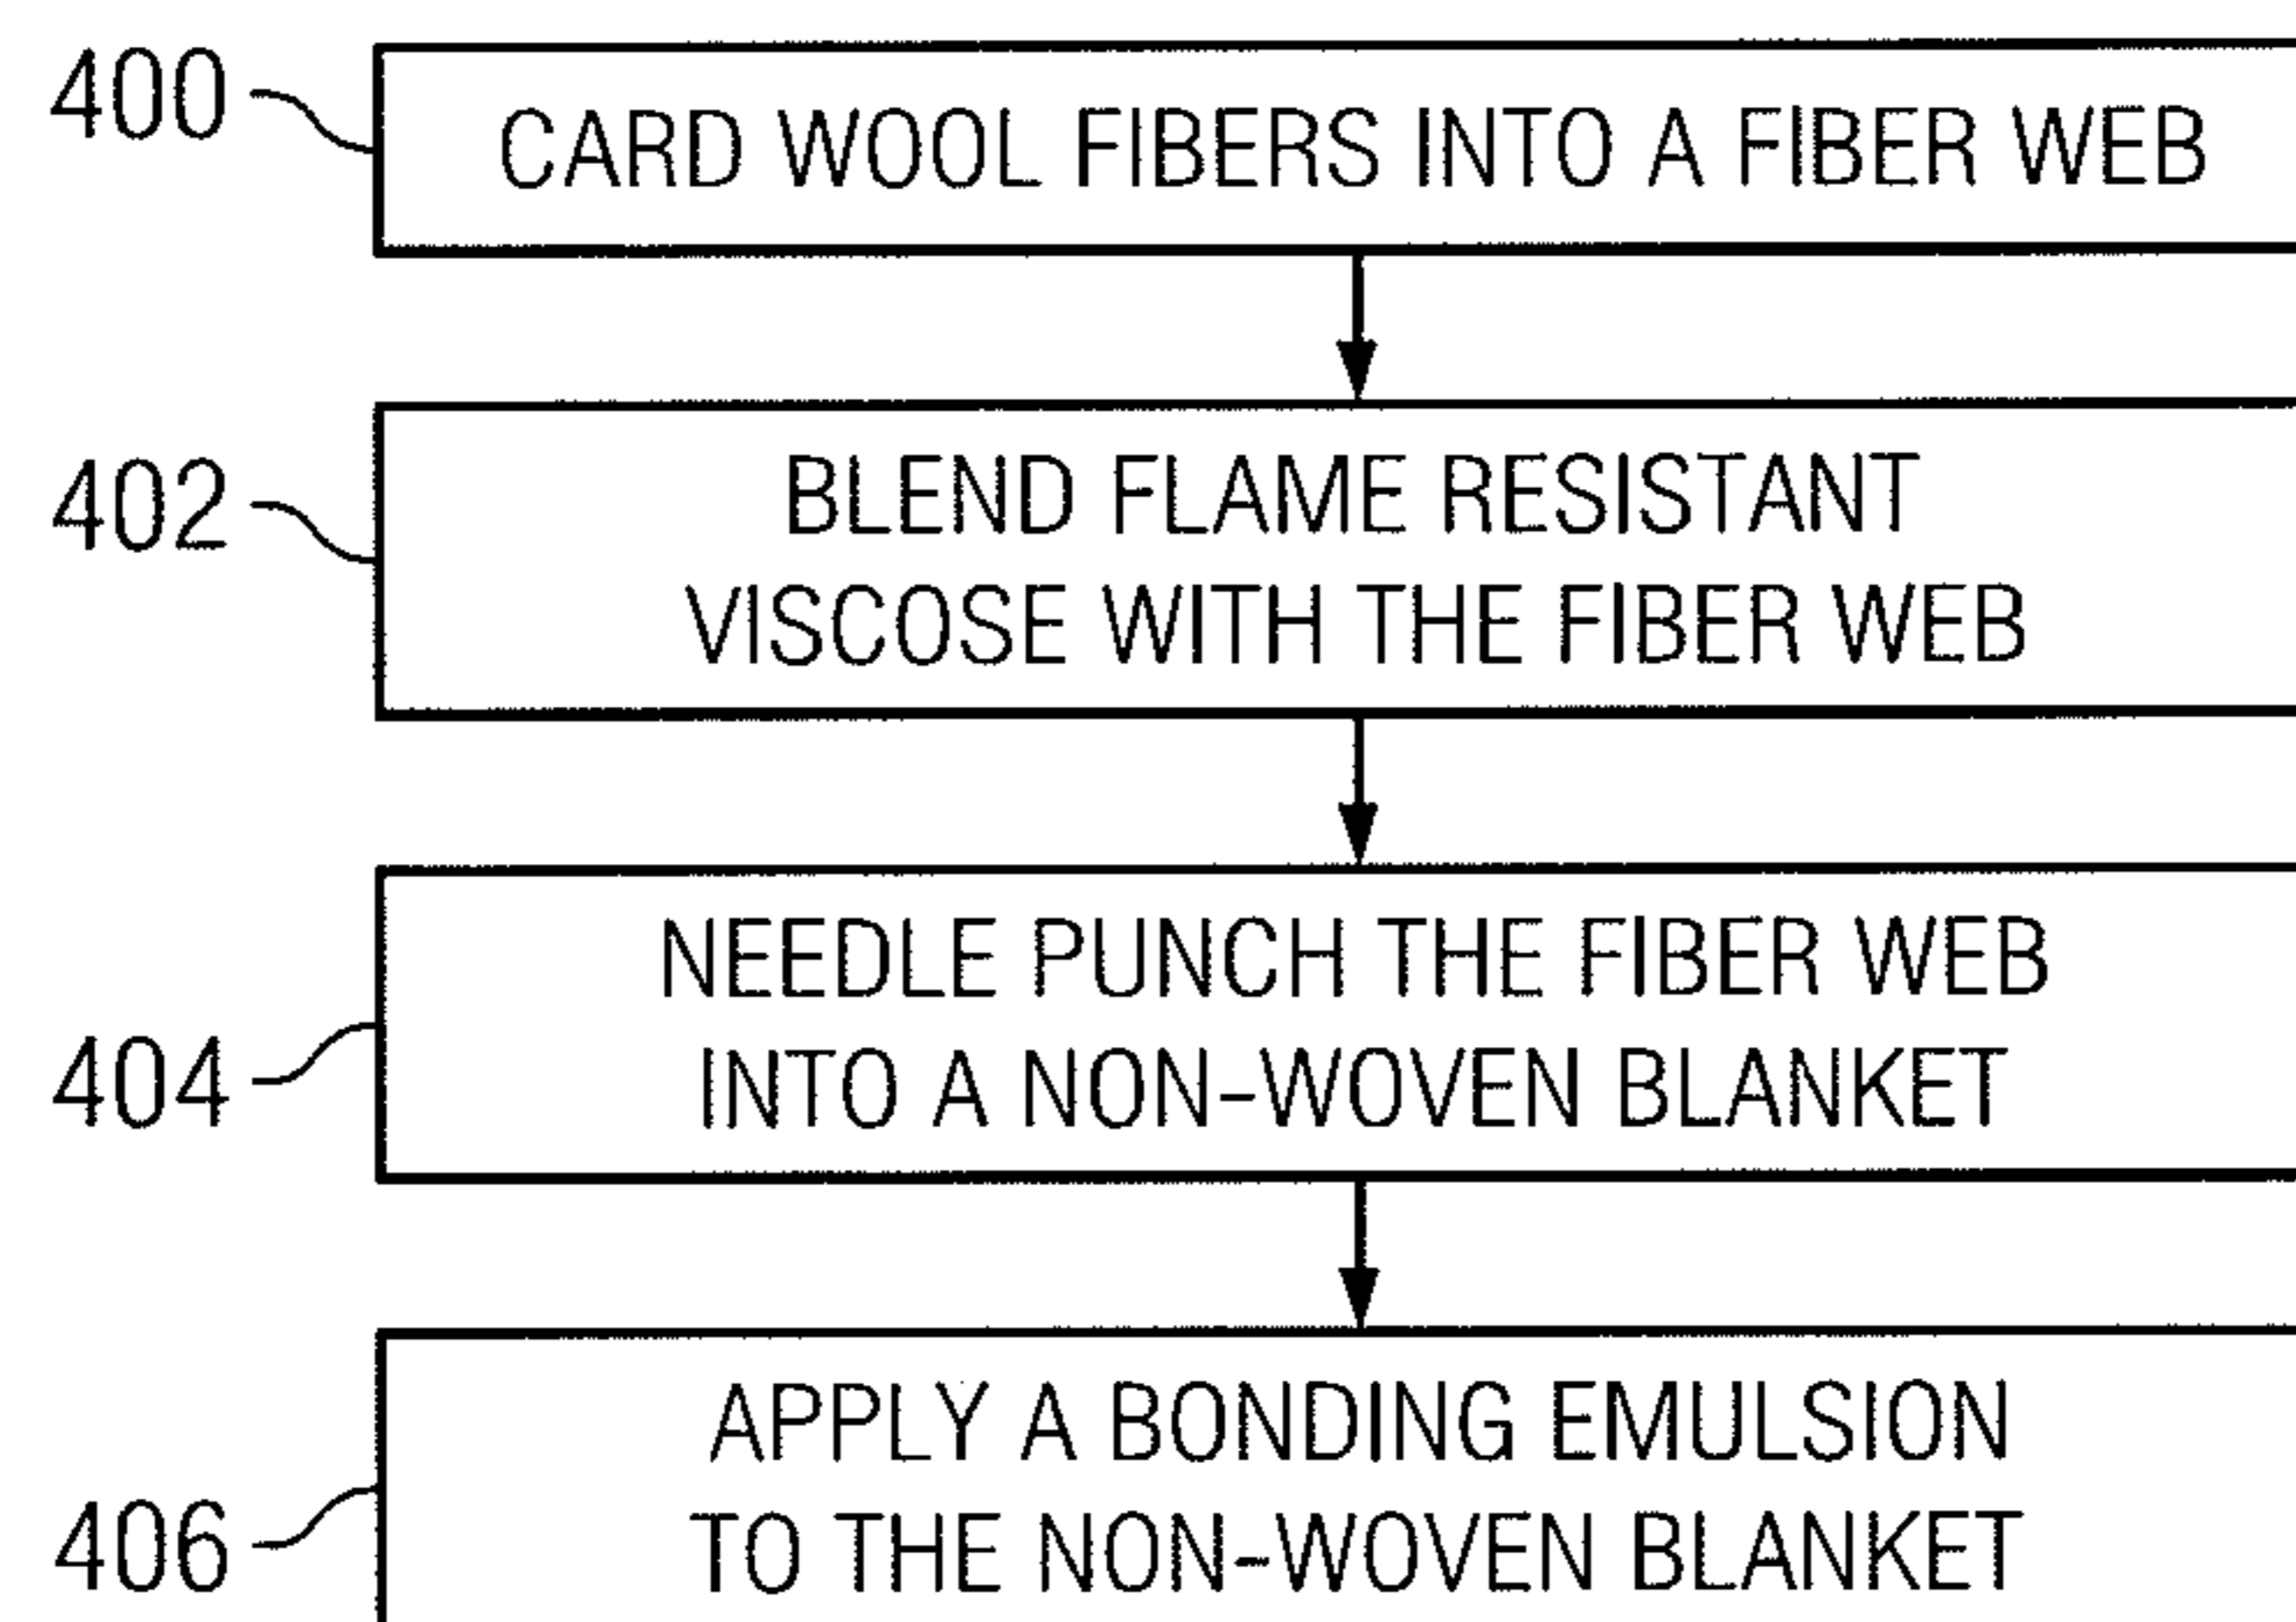 400
CARD WOOL FIBERS INTO A FIBER WEB
402
BLEND FLAME RESISTANT
VISCOSE WITH THE FIBER WEB
404
NEEDLE PUNCH THE FIBER WEB
INTO A NON-WOVEN BLANKET
406
APPLY A BONDING EMULSION
TO THE NON-WOVEN BLANKET